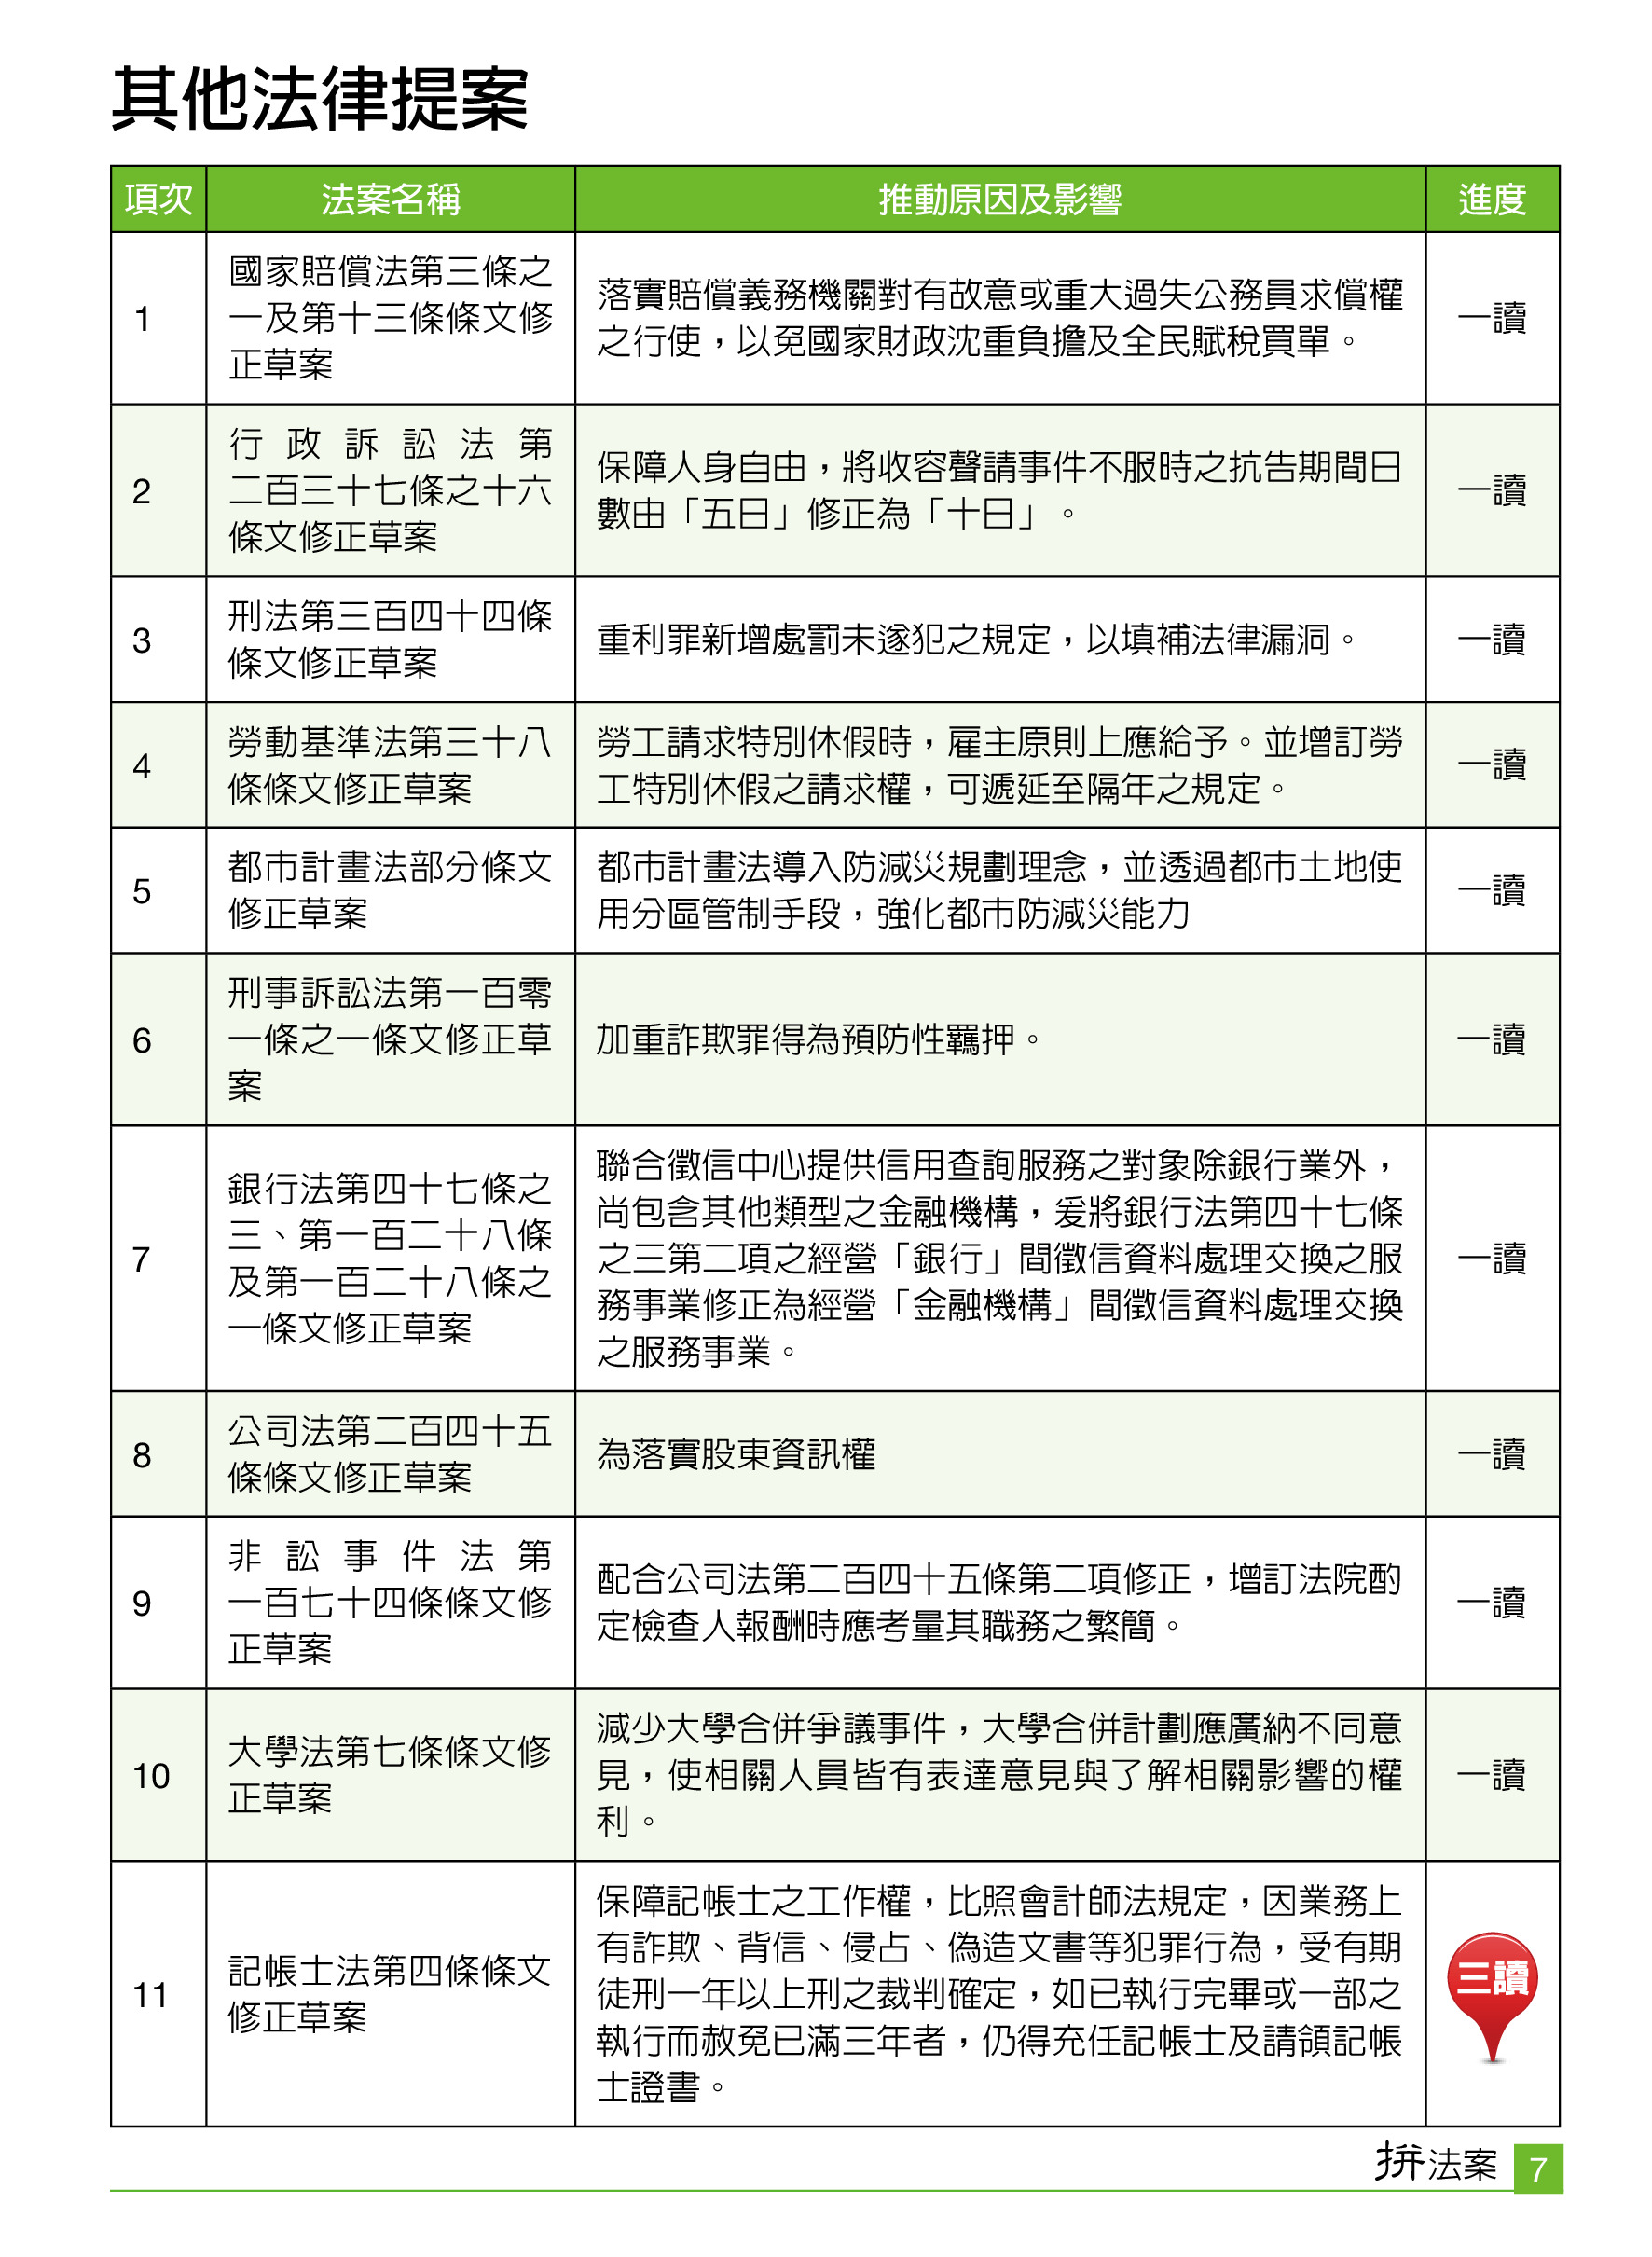 其他法律提案
項次 法案名稱 推動原因及影響 進度
1
國家賠償法第三條之
一及第十三條條文修
正草案
落實賠償義務機關對有故意或重大過失公務員求償權
之行使，以免國家財政沈重負擔及全民賦稅買單。
一讀
2
行政訴訟法第
二百三十七條之十六
條文修正草案
保障人身自由，將收容聲請事件不服時之抗告期間日
數由「五日」修正為「十日」。
一讀
3
刑法第三百四十四條
條文修正草案
重利罪新增處罰未遂犯之規定，以填補法律漏洞。
一讀
4
勞動基準法第三十八
條條文修正草案
勞工請求特別休假時，雇主原則上應給予。並增訂勞
工特別休假之請求權，可遞延至隔年之規定。
一讀
5
都市計畫法部分條文
修正草案
都市計畫法導入防減災規劃理念，並透過都市土地使
用分區管制手段，強化都市防減災能力
一讀
6
刑事訴訟法第一百零
一條之一條文修正草
案
加重詐欺罪得為預防性羈押。
一讀
7
銀行法第四十七條之
三、第一百二十八條
及第一百二十八條之
一條文修正草案
聯合徵信中心提供信用查詢服務之對象除銀行業外，
尚包含其他類型之金融機構，爰將銀行法第四十七條
之三第二項之經營「銀行」間徵信資料處理交換之服
務事業修正為經營「金融機構」間徵信資料處理交換
之服務事業。
一讀
8
公司法第二百四十五
條條文修正草案
為落實股東資訊權
一讀
9
非訟事件法第
一百七十四條條文修
正草案
配合公司法第二百四十五條第二項修正，增訂法院酌
定檢查人報酬時應考量其職務之繁簡。
一讀
10
大學法第七條條文修
正草案
減少大學合併爭議事件，大學合併計劃應廣納不同意
見，使相關人員皆有表達意見與了解相關影響的權
利。
一讀
11
記帳士法第四條條文
修正草案
保障記帳士之工作權，比照會計師法規定，因業務上
有詐欺、背信、侵占、偽造文書等犯罪行為，受有期
徒刑一年以上刑之裁判確定，如已執行完畢或一部之
執行而赦免已滿三年者，仍得充任記帳士及請領記帳
士證書。
三讀
拚法案 7